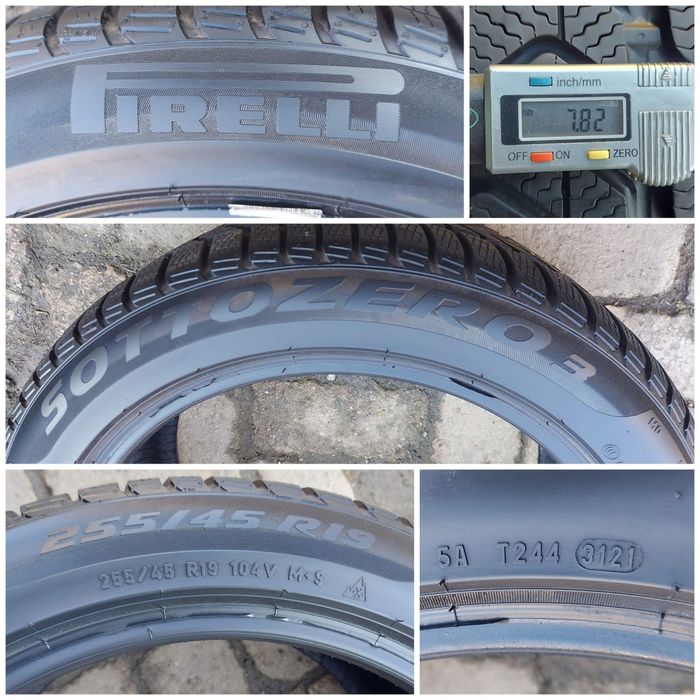 PIRELLI
inch/mm
7.82
OFF ON ZERO
SOTTOZERO 3
255/45 R19
255/45 R19 104V M+S
5A T244 3121